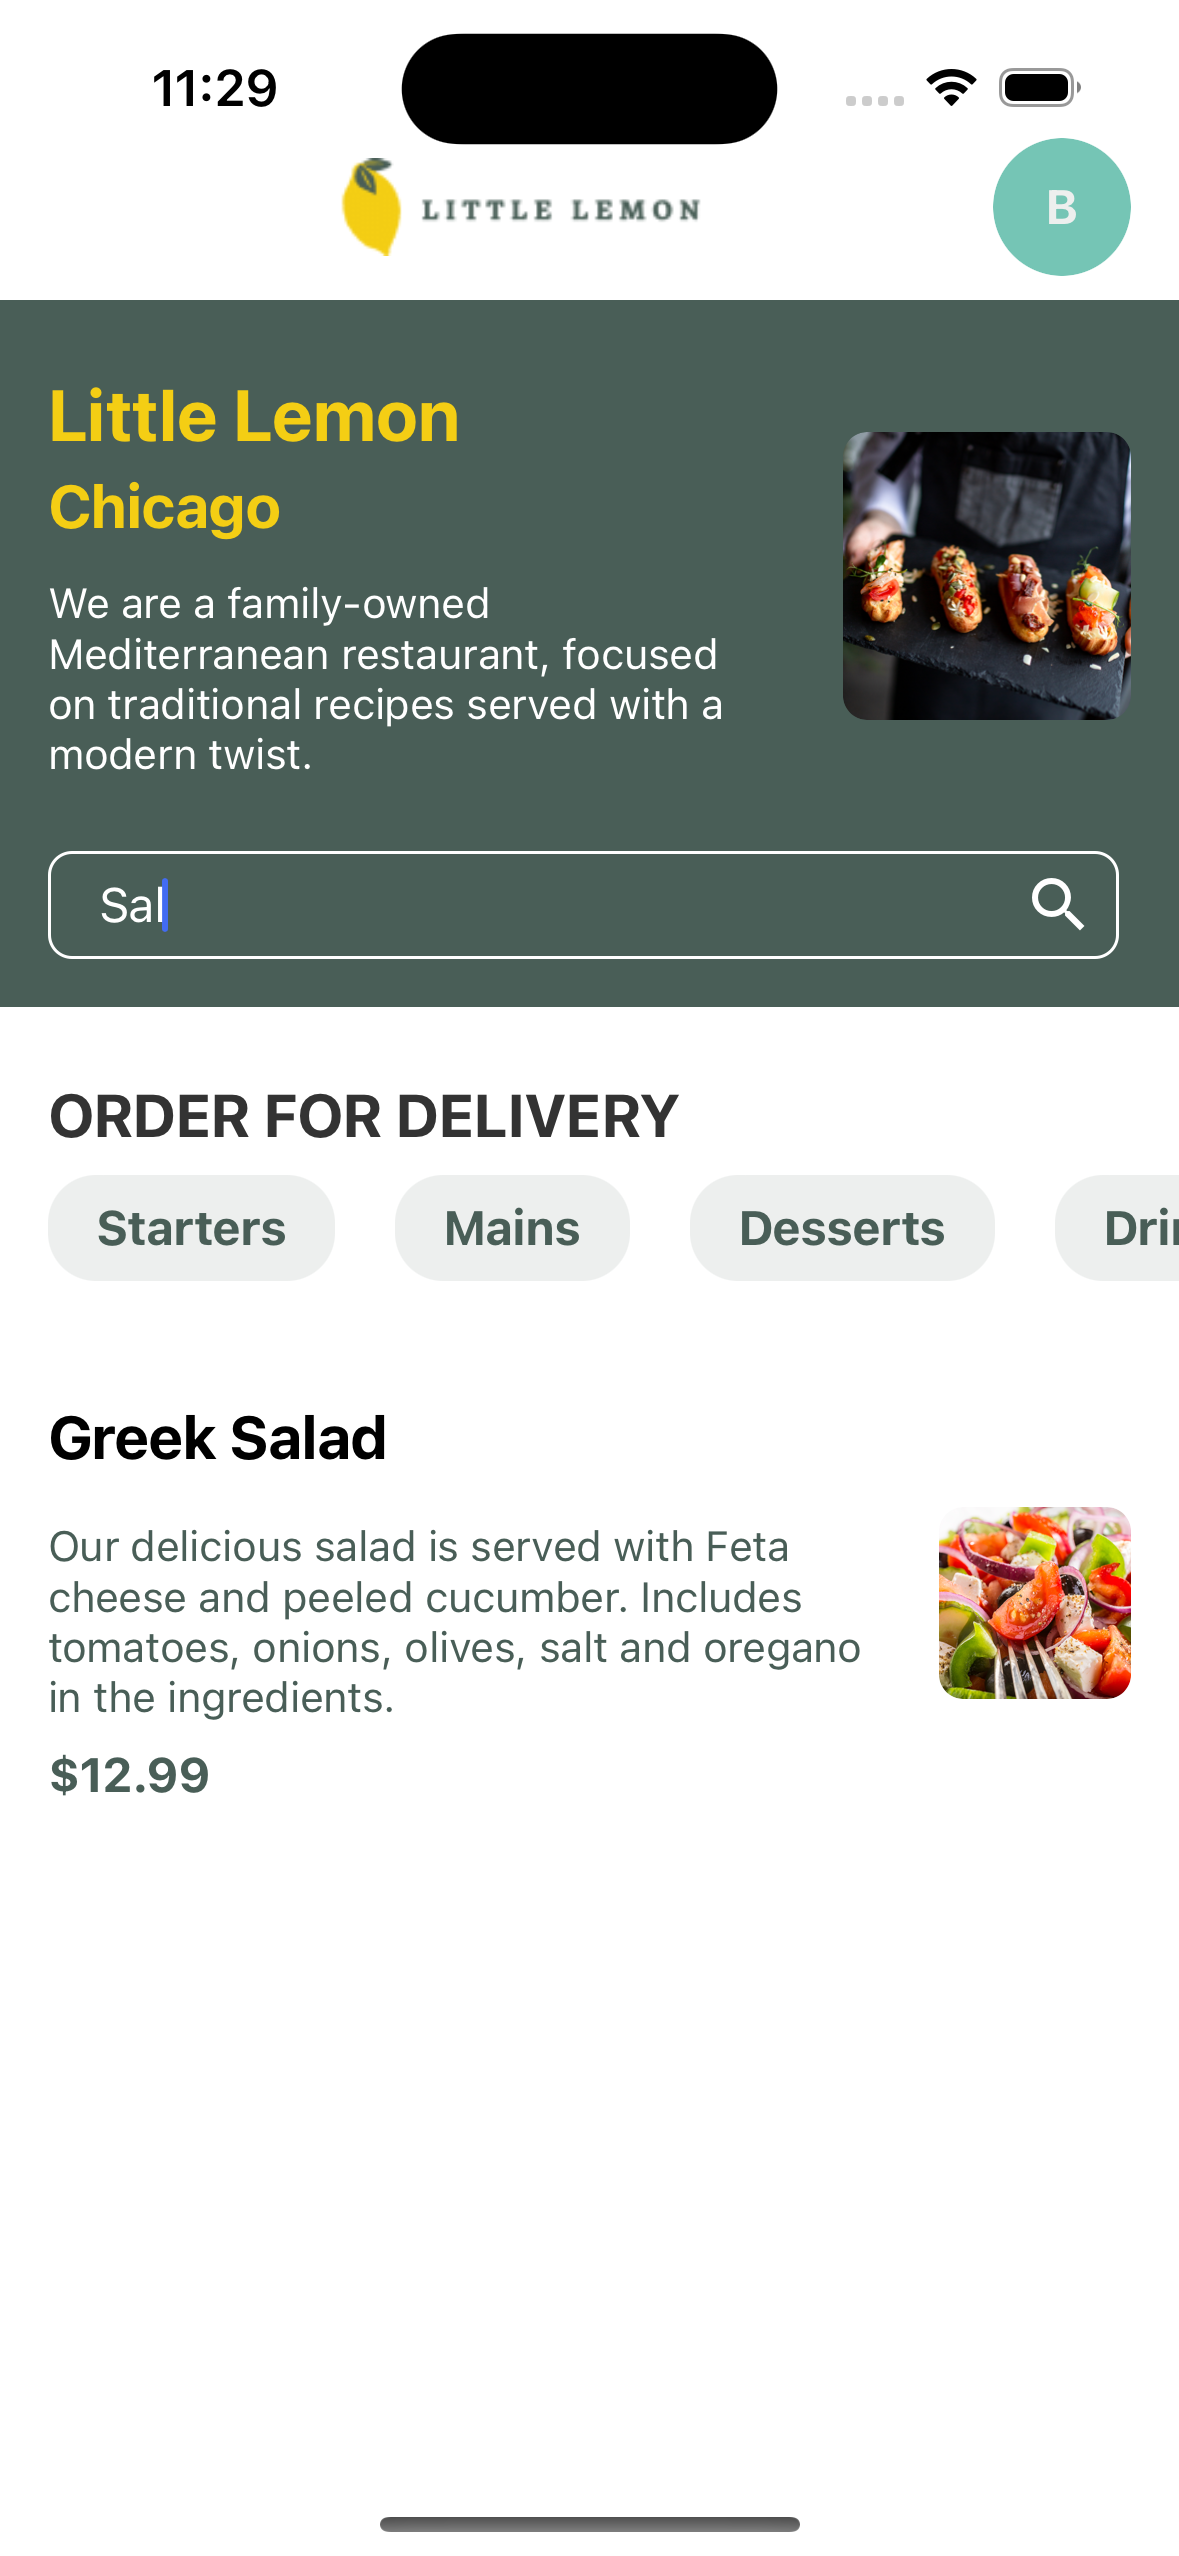 11:29
LITTLE LEMON
B
Little Lemon
Chicago
We are a family-owned
Mediterranean restaurant, focused
on traditional recipes served with a
modern twist.
Sal
ORDER FOR DELIVERY
Starters Mains Desserts Dri
Greek Salad
Our delicious salad is served with Feta
cheese and peeled cucumber. Includes
tomatoes, onions, olives, salt and oregano
in the ingredients.
$12.99